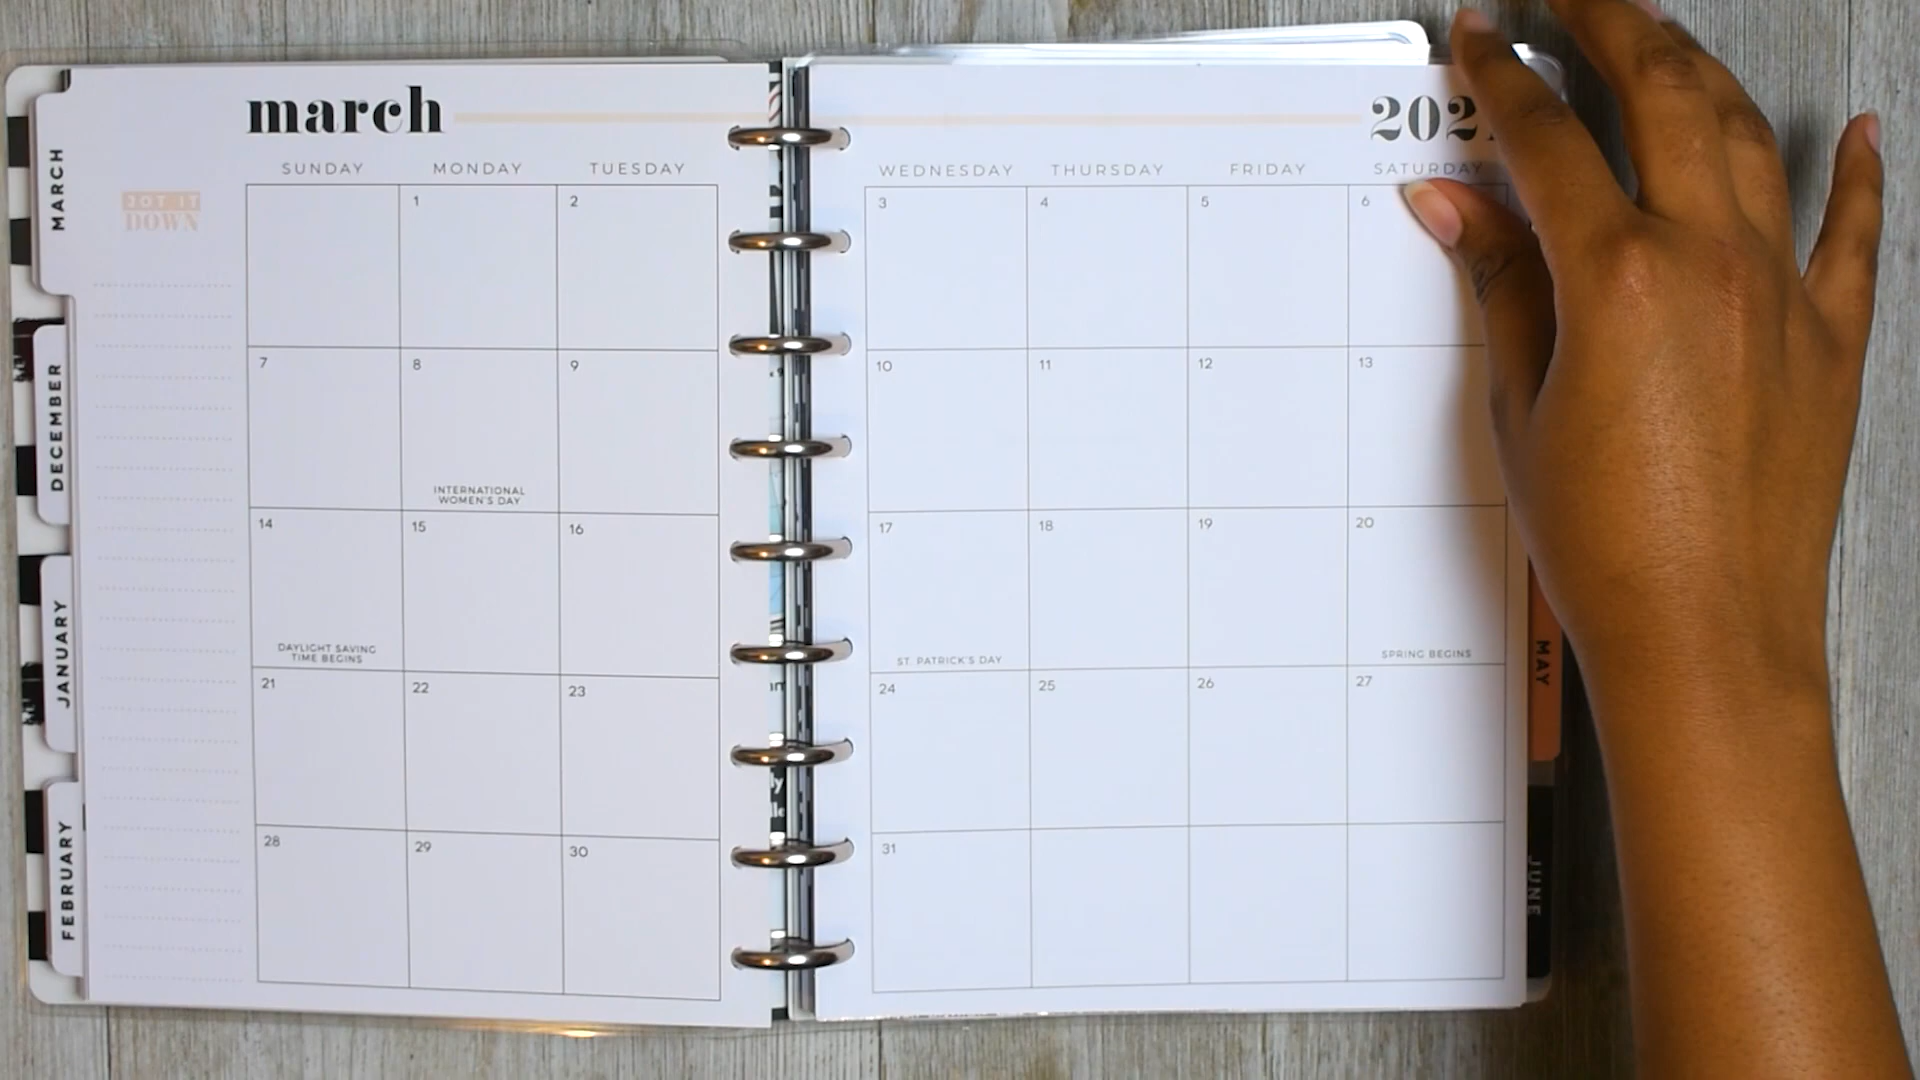 march
202
SUNDAY MONDAY TUESDAY WEDNESDAY THURSDAY FRIDAY SATURDAY
JOT IT
DOWN
1 2 3 4 5 6
7 8 9 10 11 12 13
INTERNATIONAL
WOMEN'S DAY
14 15 16 17 18 19 20
DAYLIGHT SAVING
TIME BEGINS
ST. PATRICK'S DAY
SPRING BEGINS
21 22 23 24 25 26 27
28 29 30 31
MARCH
DECEMBER
JANUARY
FEBRUARY
MAY
JUNE